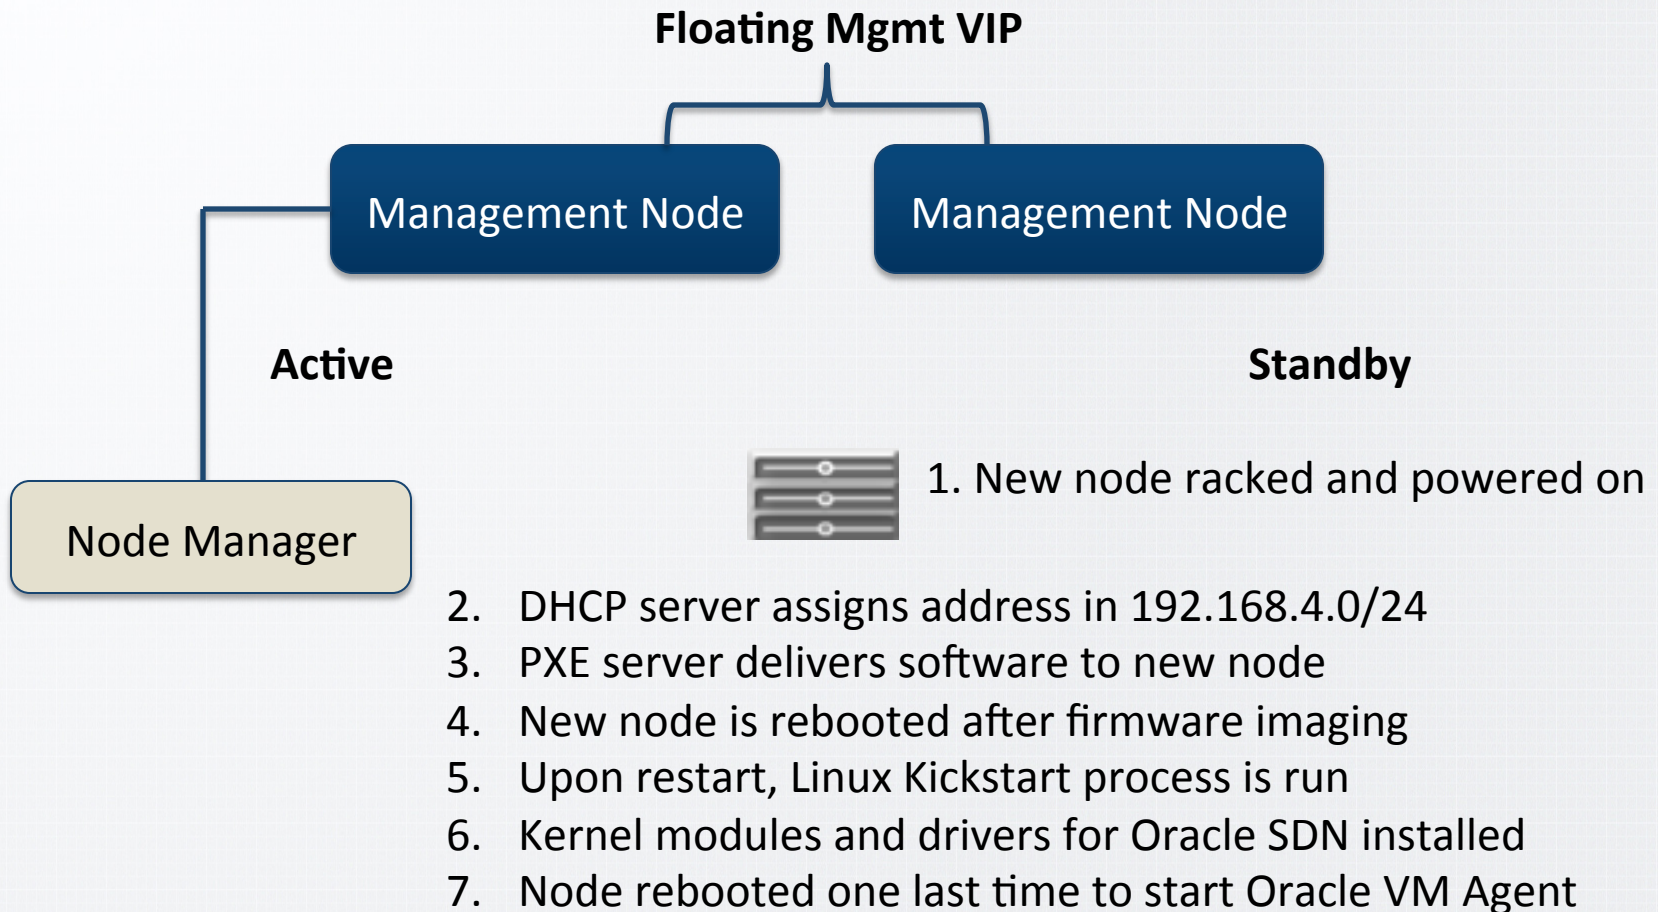 Floating Mgmt VIP
Management Node
Management Node
Active
Standby
1. New node racked and powered on
Node Manager
2. DHCP server assigns address in 192.168.4.0/24
3. PXE server delivers software to new node
4. New node is rebooted after firmware imaging
5. Upon restart, Linux Kickstart process is run
6. Kernel modules and drivers for Oracle SDN installed
7. Node rebooted one last time to start Oracle VM Agent